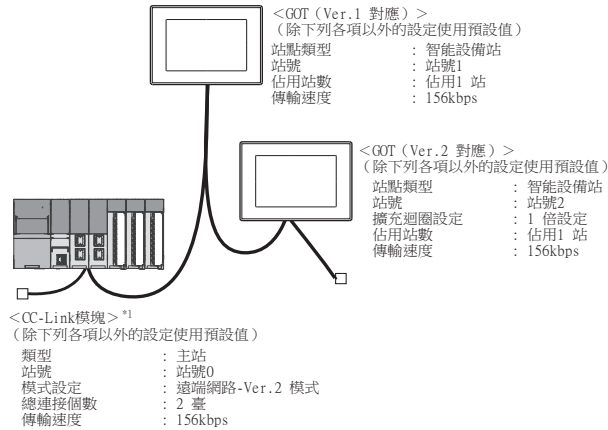 <GOT（Ver.1 對應）>
（除下列各項以外的設定使用預設值）
站點類型 : 智能設備站
站號 : 站號1
佔用站數 : 佔用1 站
傳輸速度 : 156kbps
<GOT（Ver.2 對應）>
（除下列各項以外的設定使用預設值）
站點類型 : 智能設備站
站號 : 站號2
擴充迴圈設定 : 1 倍設定
佔用站數 : 佔用1 站
傳輸速度 : 156kbps
<CC-Link模塊>*1
（除下列各項以外的設定使用預設值）
類型 : 主站
站號 : 站號0
模式設定 : 遠端網路-Ver.2 模式
總連接個數 : 2 臺
傳輸速度 : 156kbps